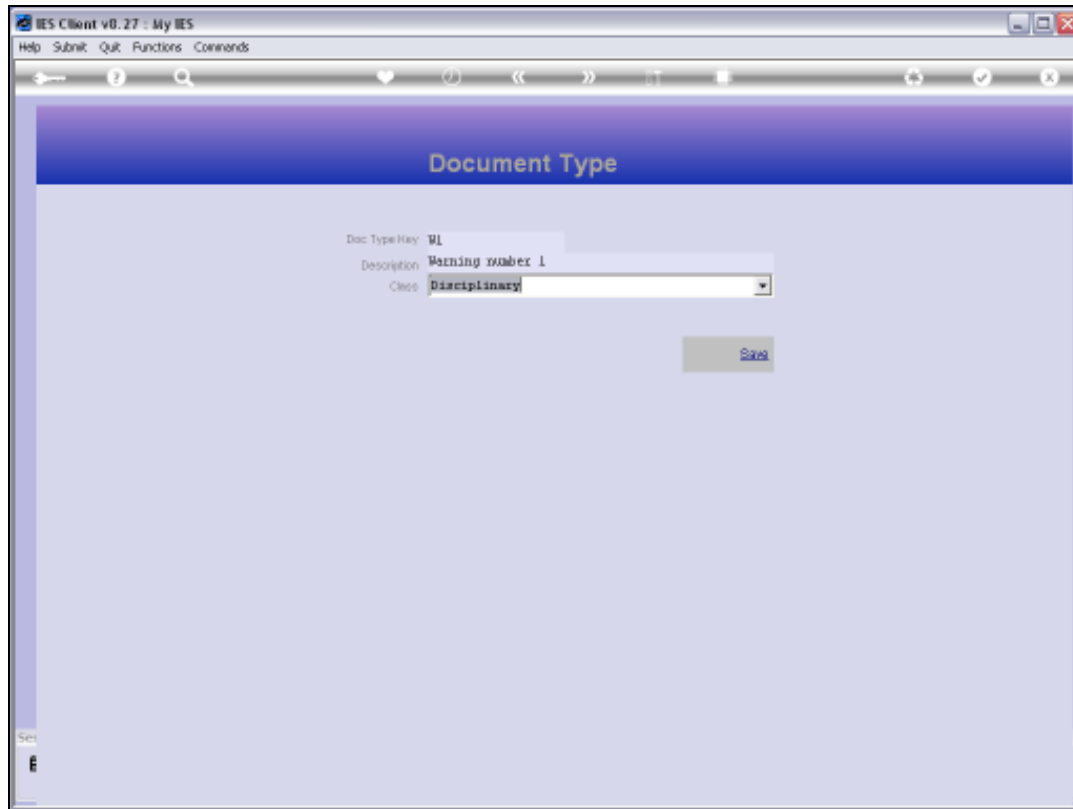 IES Client v8.27 : My IES
Help Submit Quit Functions Commands
Document Type
Doc Type Key W1
Description Warning number 1
Class Disciplinary
Save